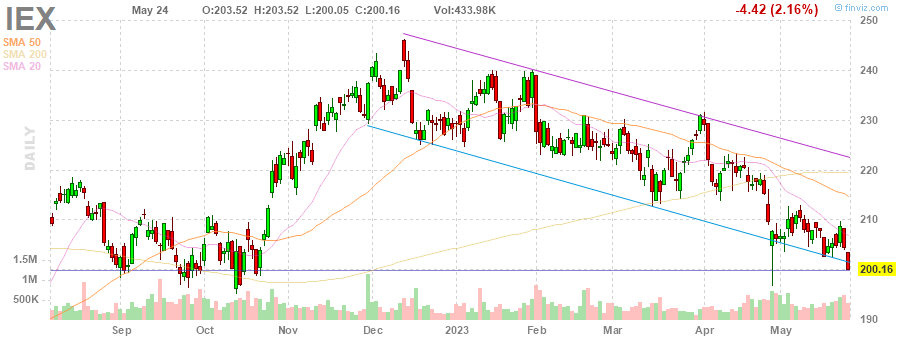 IEX
May 24 O:203.52 H:203.52 L:200.05 C:200.16 Vol:433.98K
-4.42 (2.16%)
© finviz.com
SMA 50
SMA 200
SMA 20
DAILY
250
240
230
220
210
200.16
190
1.5M
1M
500K
Sep Oct Nov Dec 2023 Feb Mar Apr May